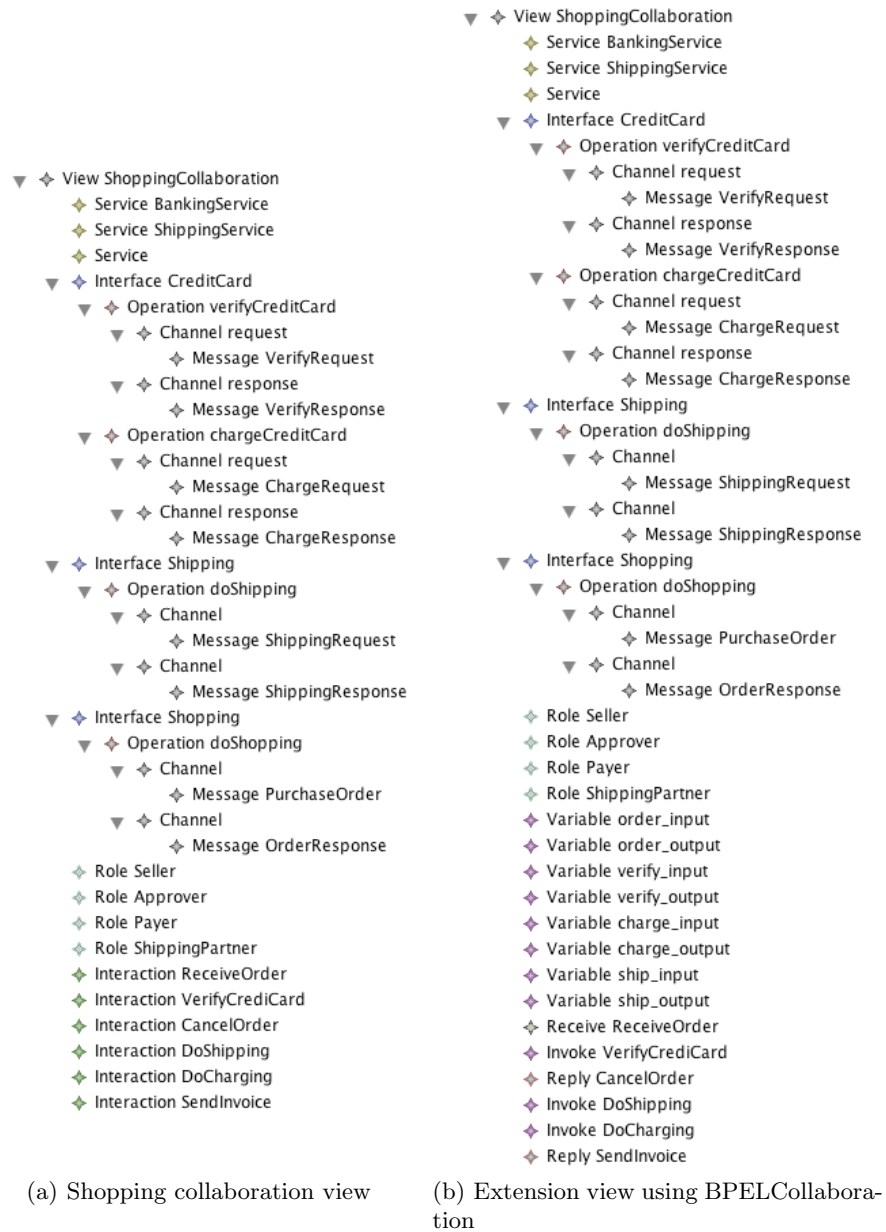 View ShoppingCollaboration
Service BankingService
Service ShippingService
Service
Interface CreditCard
Operation verifyCreditCard
Channel request
Message VerifyRequest
Channel response
Message VerifyResponse
Operation chargeCreditCard
Channel request
Message ChargeRequest
Channel response
Message ChargeResponse
Interface Shipping
Operation doShipping
Channel
Message ShippingRequest
Channel
Message ShippingResponse
Interface Shopping
Operation doShopping
Channel
Message PurchaseOrder
Channel
Message OrderResponse
Role Seller
Role Approver
Role Payer
Role ShippingPartner
Interaction ReceiveOrder
Interaction VerifyCrediCard
Interaction CancelOrder
Interaction DoShipping
Interaction DoCharging
Interaction SendInvoice
(a) Shopping collaboration view
View ShoppingCollaboration
Service BankingService
Service ShippingService
Service
Interface CreditCard
Operation verifyCreditCard
Channel request
Message VerifyRequest
Channel response
Message VerifyResponse
Operation chargeCreditCard
Channel request
Message ChargeRequest
Channel response
Message ChargeResponse
Interface Shipping
Operation doShipping
Channel
Message ShippingRequest
Channel
Message ShippingResponse
Interface Shopping
Operation doShopping
Channel
Message PurchaseOrder
Channel
Message OrderResponse
Role Seller
Role Approver
Role Payer
Role ShippingPartner
Variable order_input
Variable order_output
Variable verify_input
Variable verify_output
Variable charge_input
Variable charge_output
Variable ship_input
Variable ship_output
Receive ReceiveOrder
Invoke VerifyCrediCard
Reply CancelOrder
Invoke DoShipping
Invoke DoCharging
Reply SendInvoice
(b) Extension view using BPELCollabora-
tion